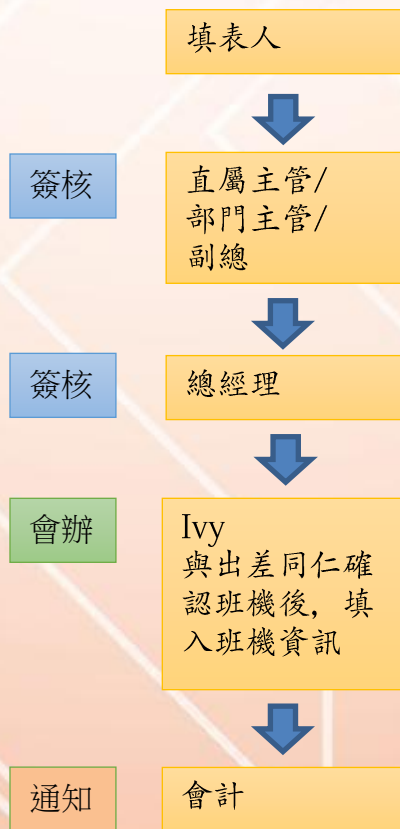 填表人
簽核
直屬主管/
部門主管/
副總
簽核
總經理
會辦
Ivy
與出差同仁確
認班機後，填
入班機資訊
通知
會計